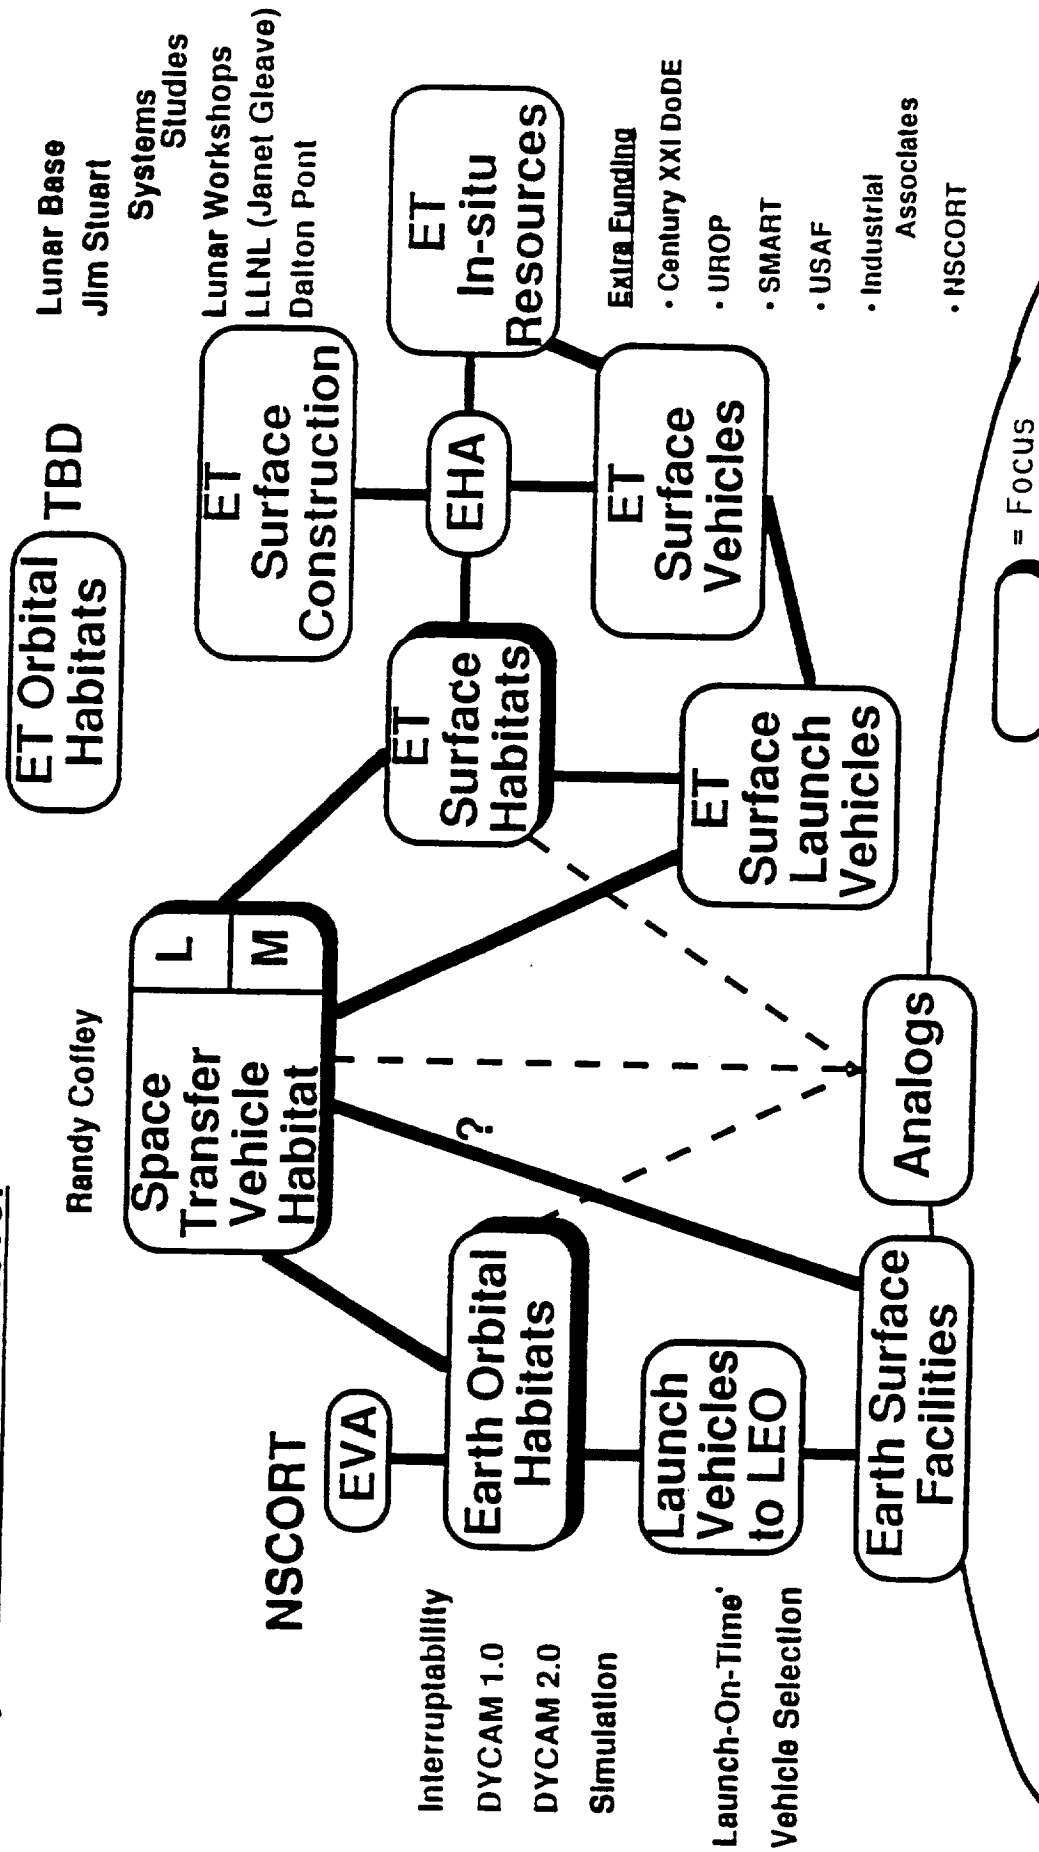 ET Orbital
Habitats
TBD
Lunar Base
Jim Stuart
Systems
Studies
Lunar Workshops
LLNL (Janet Gleave)
Dalton Pont
Randy Coffey
Space
Transfer
Vehicle
Habitat
L
M
ET
Surface
Construction
NSCORT
EVA
ET
Surface
Habitats
EHA
ET
In-situ
Resources
Interruptability
DYCAM 1.0
DYCAM 2.0
Simulation
Earth Orbital
Habitats
?
ET
Surface
Vehicles
Extra Funding
• Century XXI DoDE
• UROP
• SMART
• USAF
• Industrial
Associates
• NSCORT
Launch-On-Time'
Vehicle Selection
Launch
Vehicles
to LEO
ET
Surface
Launch
Vehicles
Earth Surface
Facilities
Analogs
= Focus